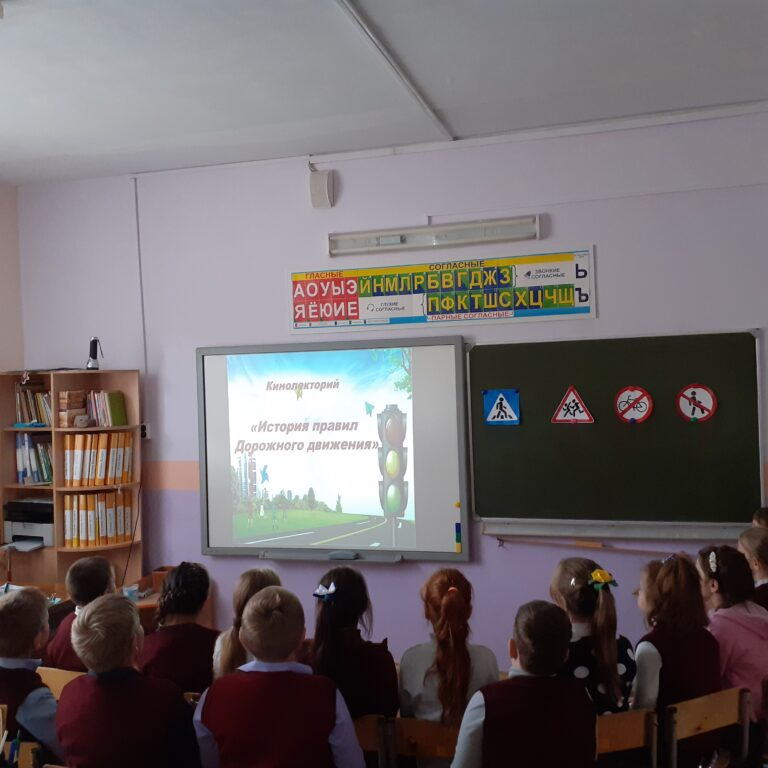 ГЛАСНЫЕ
СОГЛАСНЫЕ
АОУЫЭ ЙНМЛРБВГДЖЗ
ЗВОНКИЕ СОГЛАСНЫЕ
Ь
ЯЁЮИЕ
ГЛУХИЕ СОГЛАСНЫЕ
ПФКТШСХЦЧЩ Ъ
ПАРНЫЕ СОГЛАСНЫЕ
Кинолекторий
«История правил
Дорожного движения»